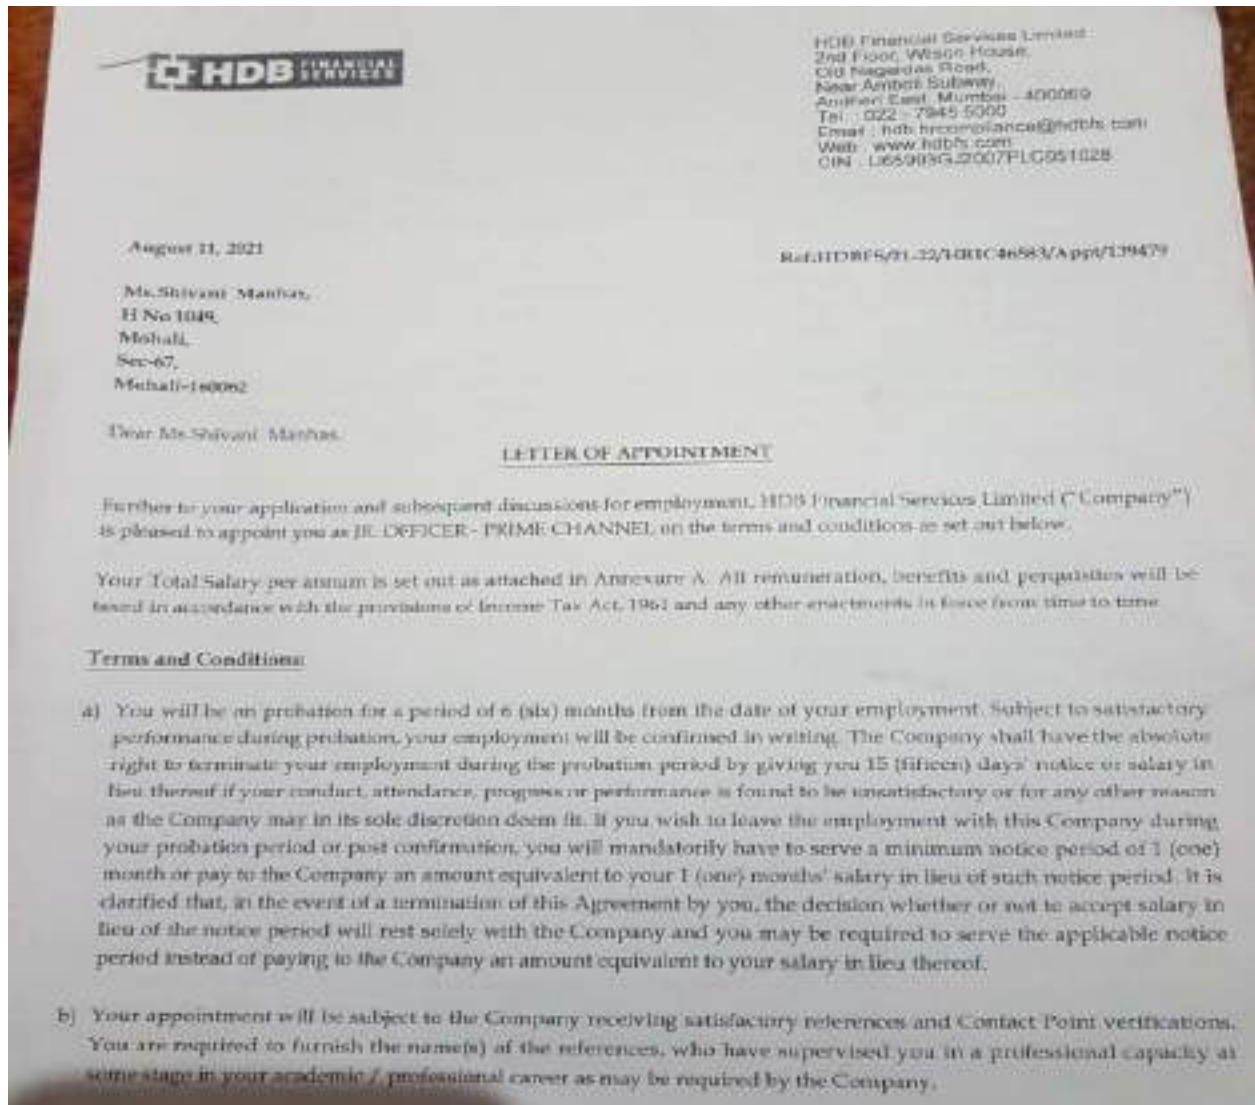 HDB FINANCIAL SERVICES
HDB Financial Services Limited
2nd Floor, Wilson House,
Old Nagardas Road,
Near Amboli Subway,
Andheri East, Mumbai - 400069
Tel : 022 - 7945 5000
Email : hdb.hrcompliance@hdbfs.com
Web : www.hdbfs.com
CIN : U65993GJ2007PLC051028
August 11, 2021
Ms.Shivani Manhas,
H No 1049,
Mohali,
Sec-67,
Mohali-160062
Dear Ms.Shivani Manhas,
LETTER OF APPOINTMENT
Further to your application and subsequent discussions for employment, HDB Financial Services Limited ("Company")
is pleased to appoint you as JR. OFFICER - PRIME CHANNEL on the terms and conditions as set out below.
Your Total Salary per annum is set out as attached in Annexure A. All remuneration, benefits and perquisites will be
taxed in accordance with the provisions of Income Tax Act, 1961 and any other enactments in force from time to time
Terms and Conditions:
a) You will be on probation for a period of 6 (six) months from the date of your employment. Subject to satisfactory
performance during probation, your employment will be confirmed in writing. The Company shall have the absolute
right to terminate your employment during the probation period by giving you 15 (fifteen) days' notice or salary in
lieu thereof if your conduct, attendance, progress or performance is found to be unsatisfactory or for any other reason
as the Company may in its sole discretion deem fit. If you wish to leave the employment with this Company during
your probation period or post confirmation, you will mandatorily have to serve a minimum notice period of 1 (one)
month or pay to the Company an amount equivalent to your 1 (one) months' salary in lieu of such notice period. It is
clarified that, in the event of a termination of this Agreement by you, the decision whether or not to accept salary in
lieu of the notice period will rest solely with the Company and you may be required to serve the applicable notice
period instead of paying to the Company an amount equivalent to your salary in lieu thereof.
b) Your appointment will be subject to the Company receiving satisfactory references and Contact Point verifications.
You are required to furnish the name(s) of the references, who have supervised you in a professional capacity at
some stage in your academic / professional career as may be required by the Company.